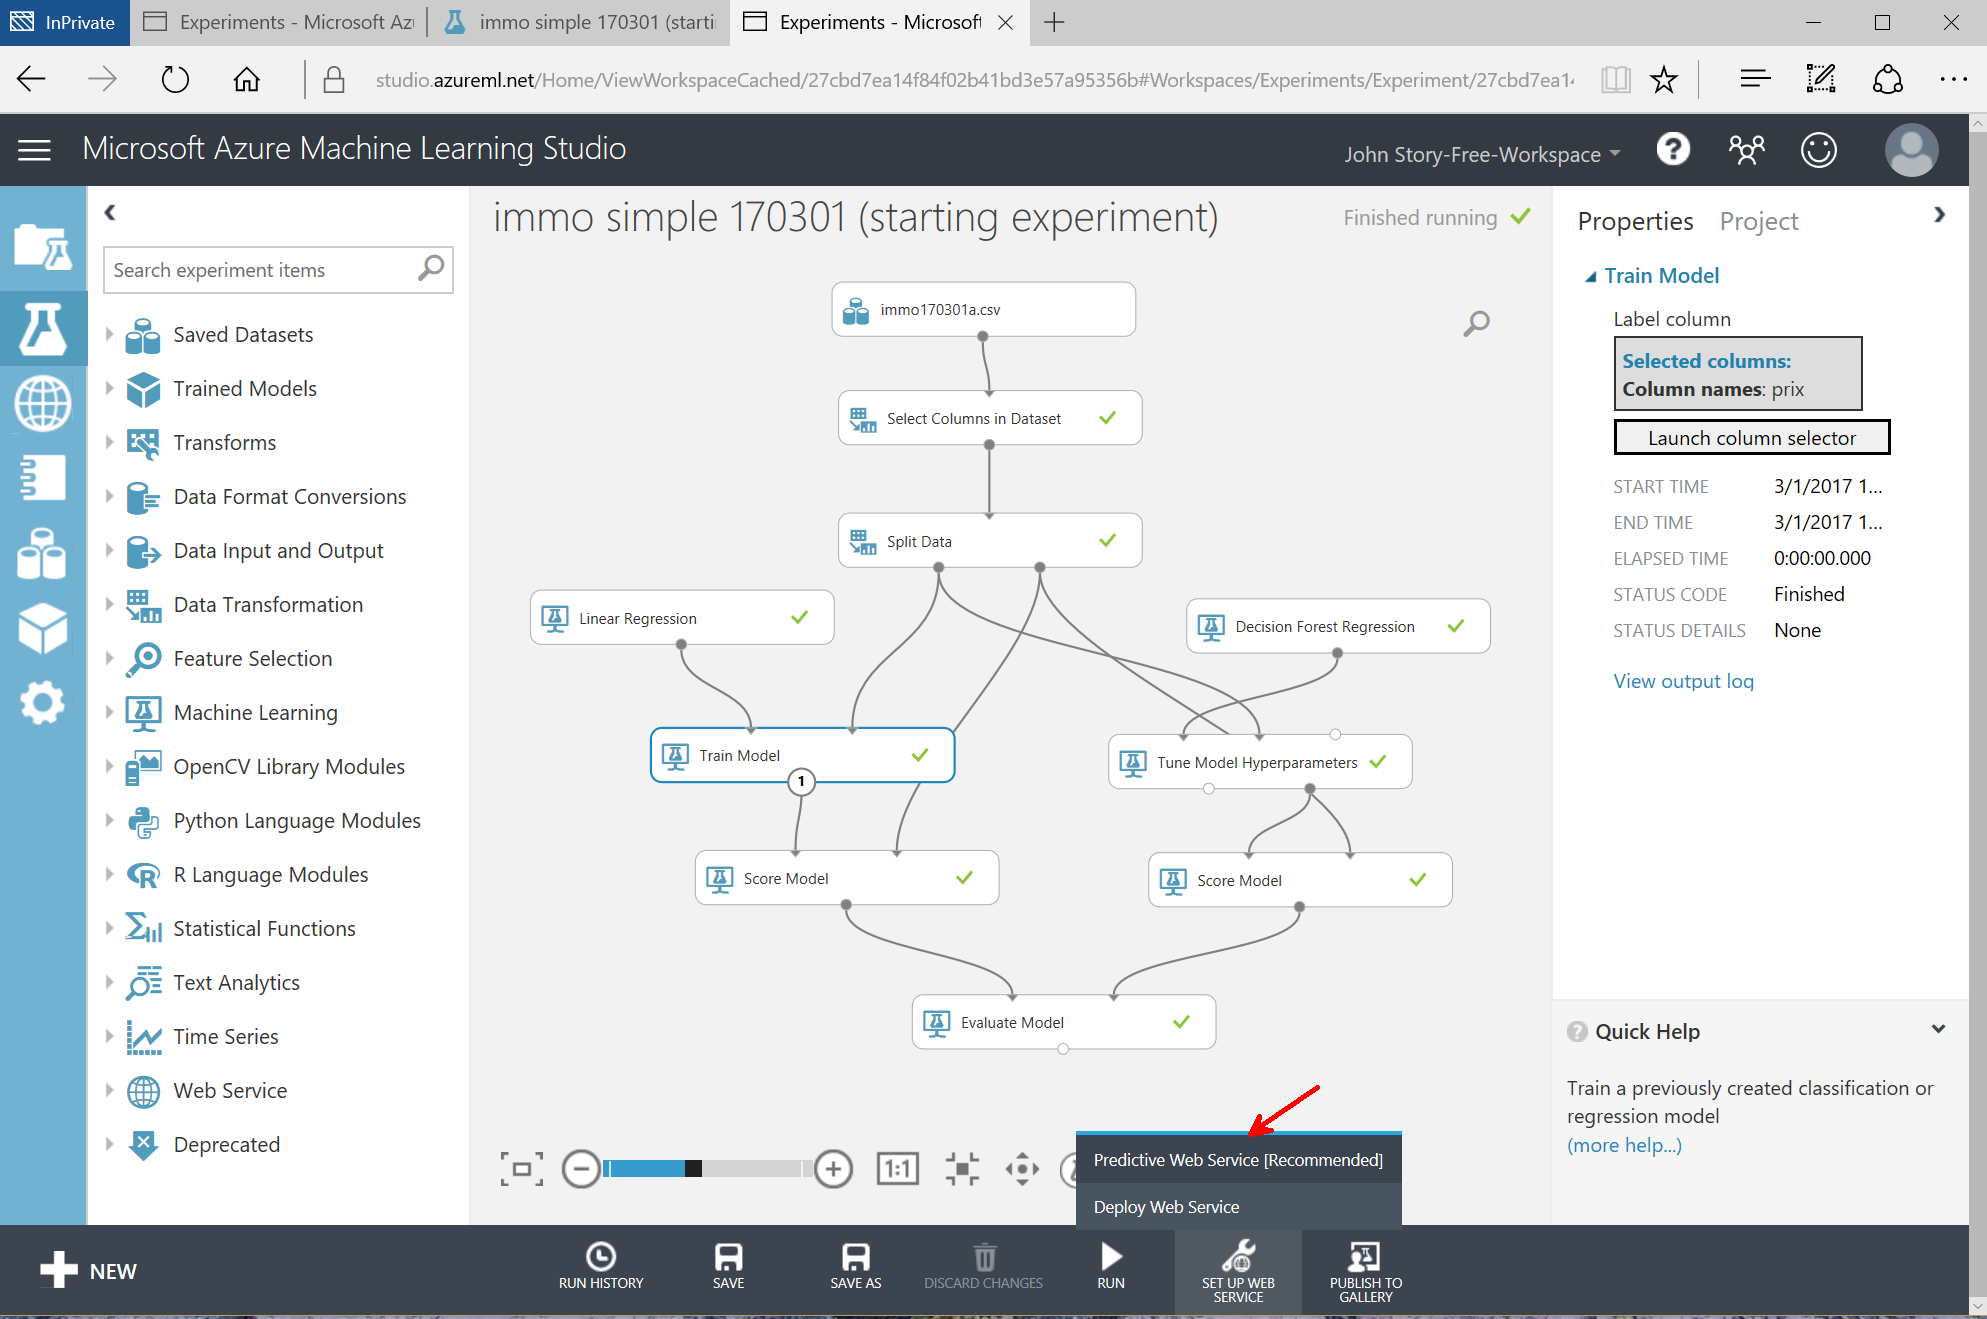 InPrivate
Experiments - Microsoft Az
immo simple 170301 (starti
Experiments - Microsof
studio.azureml.net/Home/ViewWorkspaceCached/27cbd7ea14f84f02b41bd3e57a95356b#Workspaces/Experiments/Experiment/27cbd7ea1
Microsoft Azure Machine Learning Studio
John Story-Free-Workspace
?
immo simple 170301 (starting experiment)
Finished running
Search experiment items
Saved Datasets
Trained Models
Transforms
Data Format Conversions
Data Input and Output
Data Transformation
Feature Selection
Machine Learning
OpenCV Library Modules
Python Language Modules
R Language Modules
Statistical Functions
Text Analytics
Time Series
Web Service
Deprecated
immo170301a.csv
Select Columns in Dataset
Split Data
Linear Regression
Decision Forest Regression
Train Model
1
Tune Model Hyperparameters
Score Model
Score Model
Evaluate Model
Properties
Project
Train Model
Label column
Selected columns:
Column names: prix
Launch column selector
START TIME 3/1/2017 1...
END TIME 3/1/2017 1...
ELAPSED TIME 0:00:00.000
STATUS CODE Finished
STATUS DETAILS None
View output log
? Quick Help
Train a previously created classification or
regression model
(more help...)
1:1
Predictive Web Service [Recommended]
Deploy Web Service
NEW
RUN HISTORY
SAVE
SAVE AS
DISCARD CHANGES
RUN
SET UP WEB
SERVICE
PUBLISH TO
GALLERY